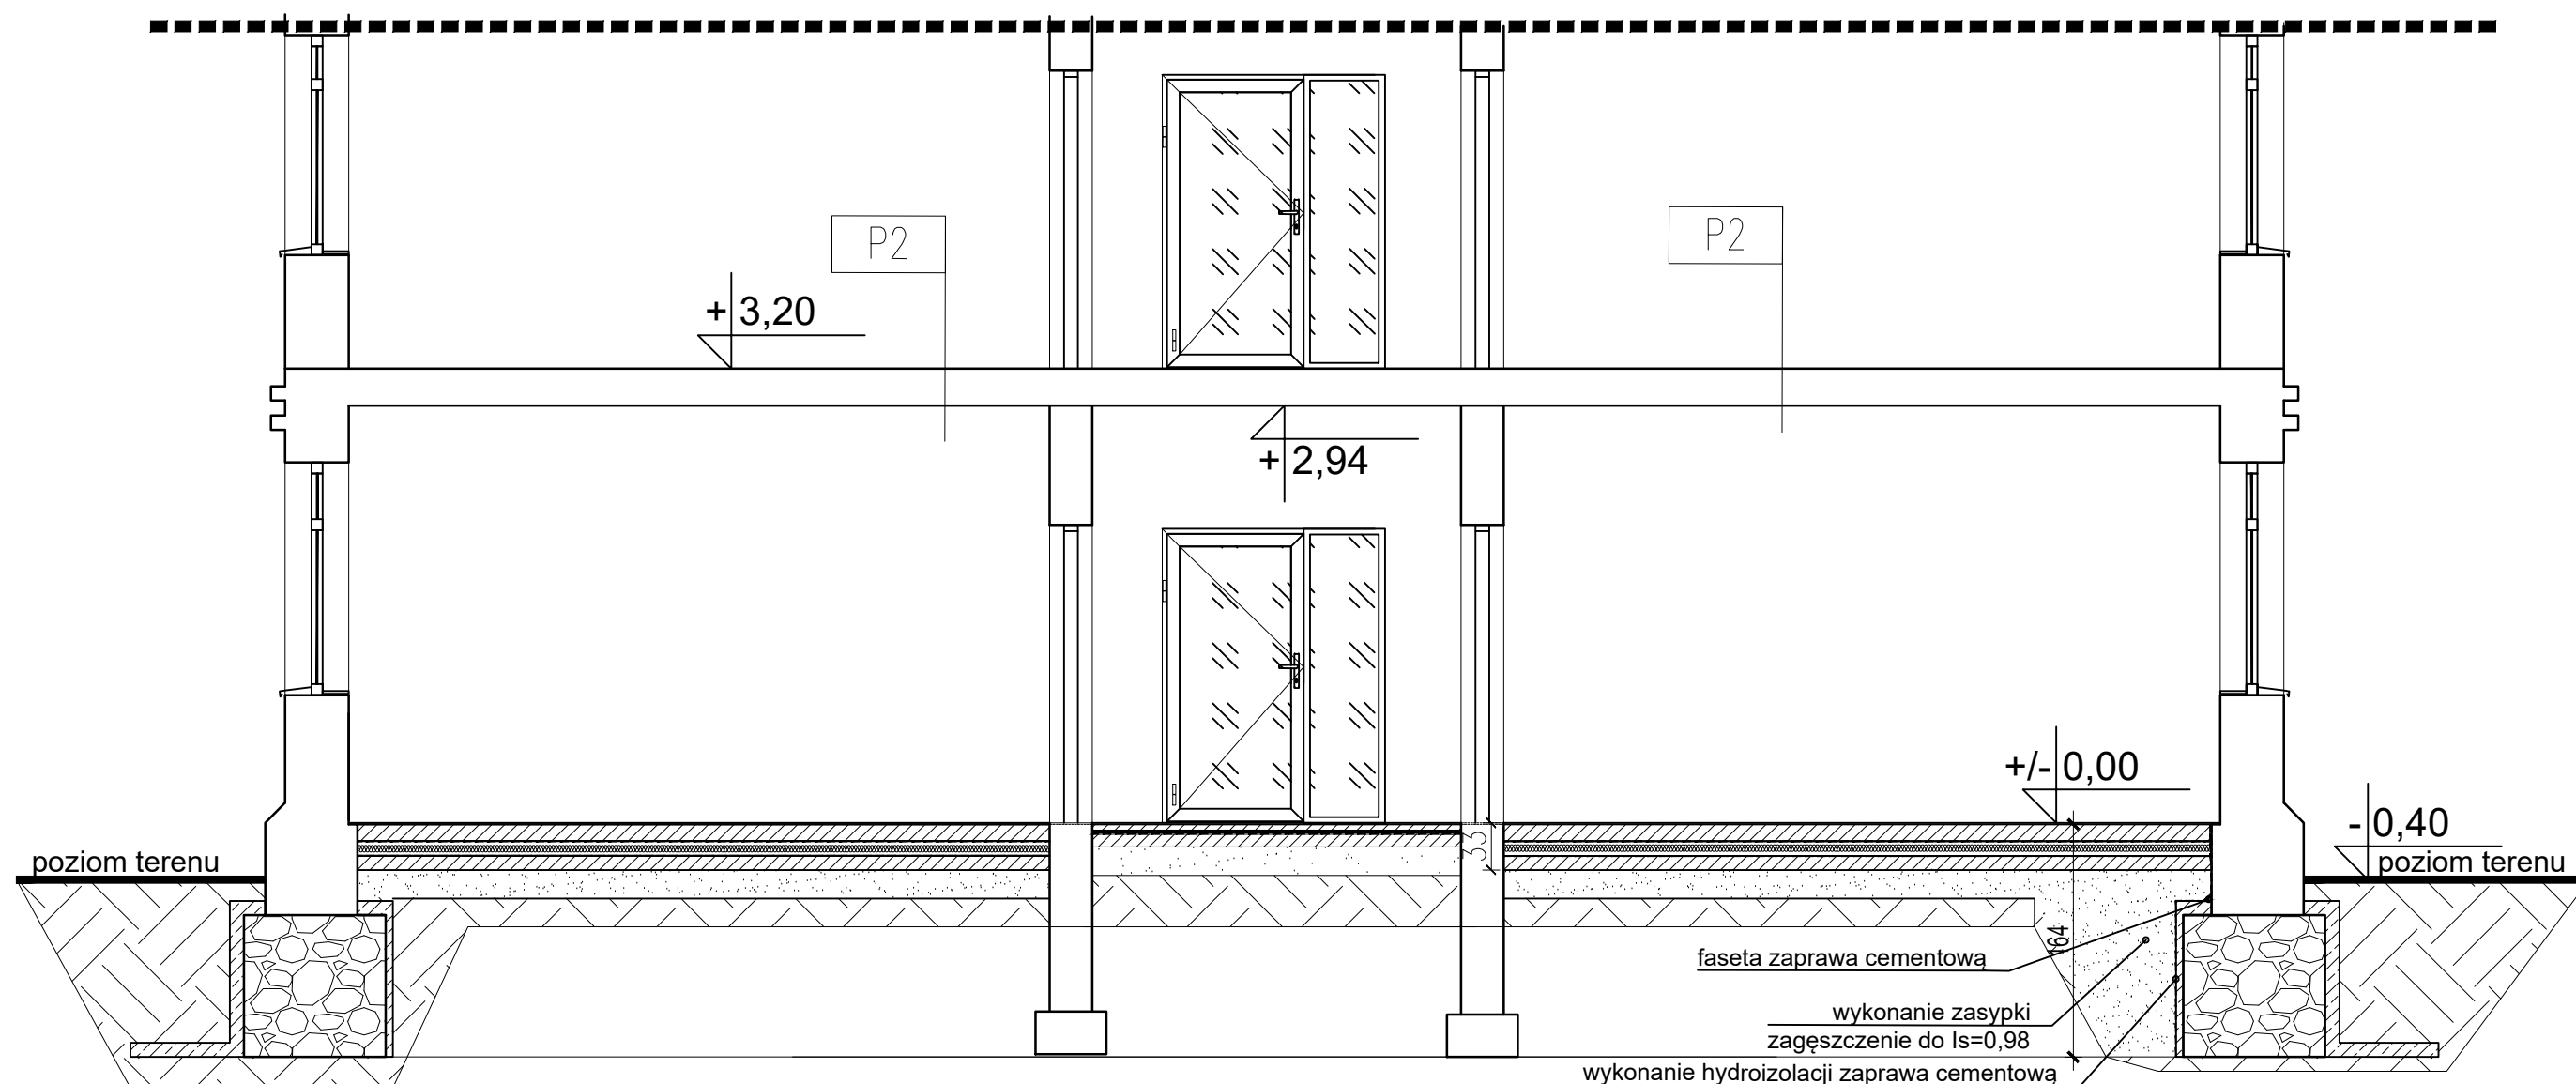 P2
P2
+ 3,20
+ 2,94
+/- 0,00
- 0,40
poziom terenu
poziom terenu
33
164
faseta zaprawa cementową
wykonanie zasypki
zagęszczenie do Is=0,98
wykonanie hydroizolacji zaprawa cementową